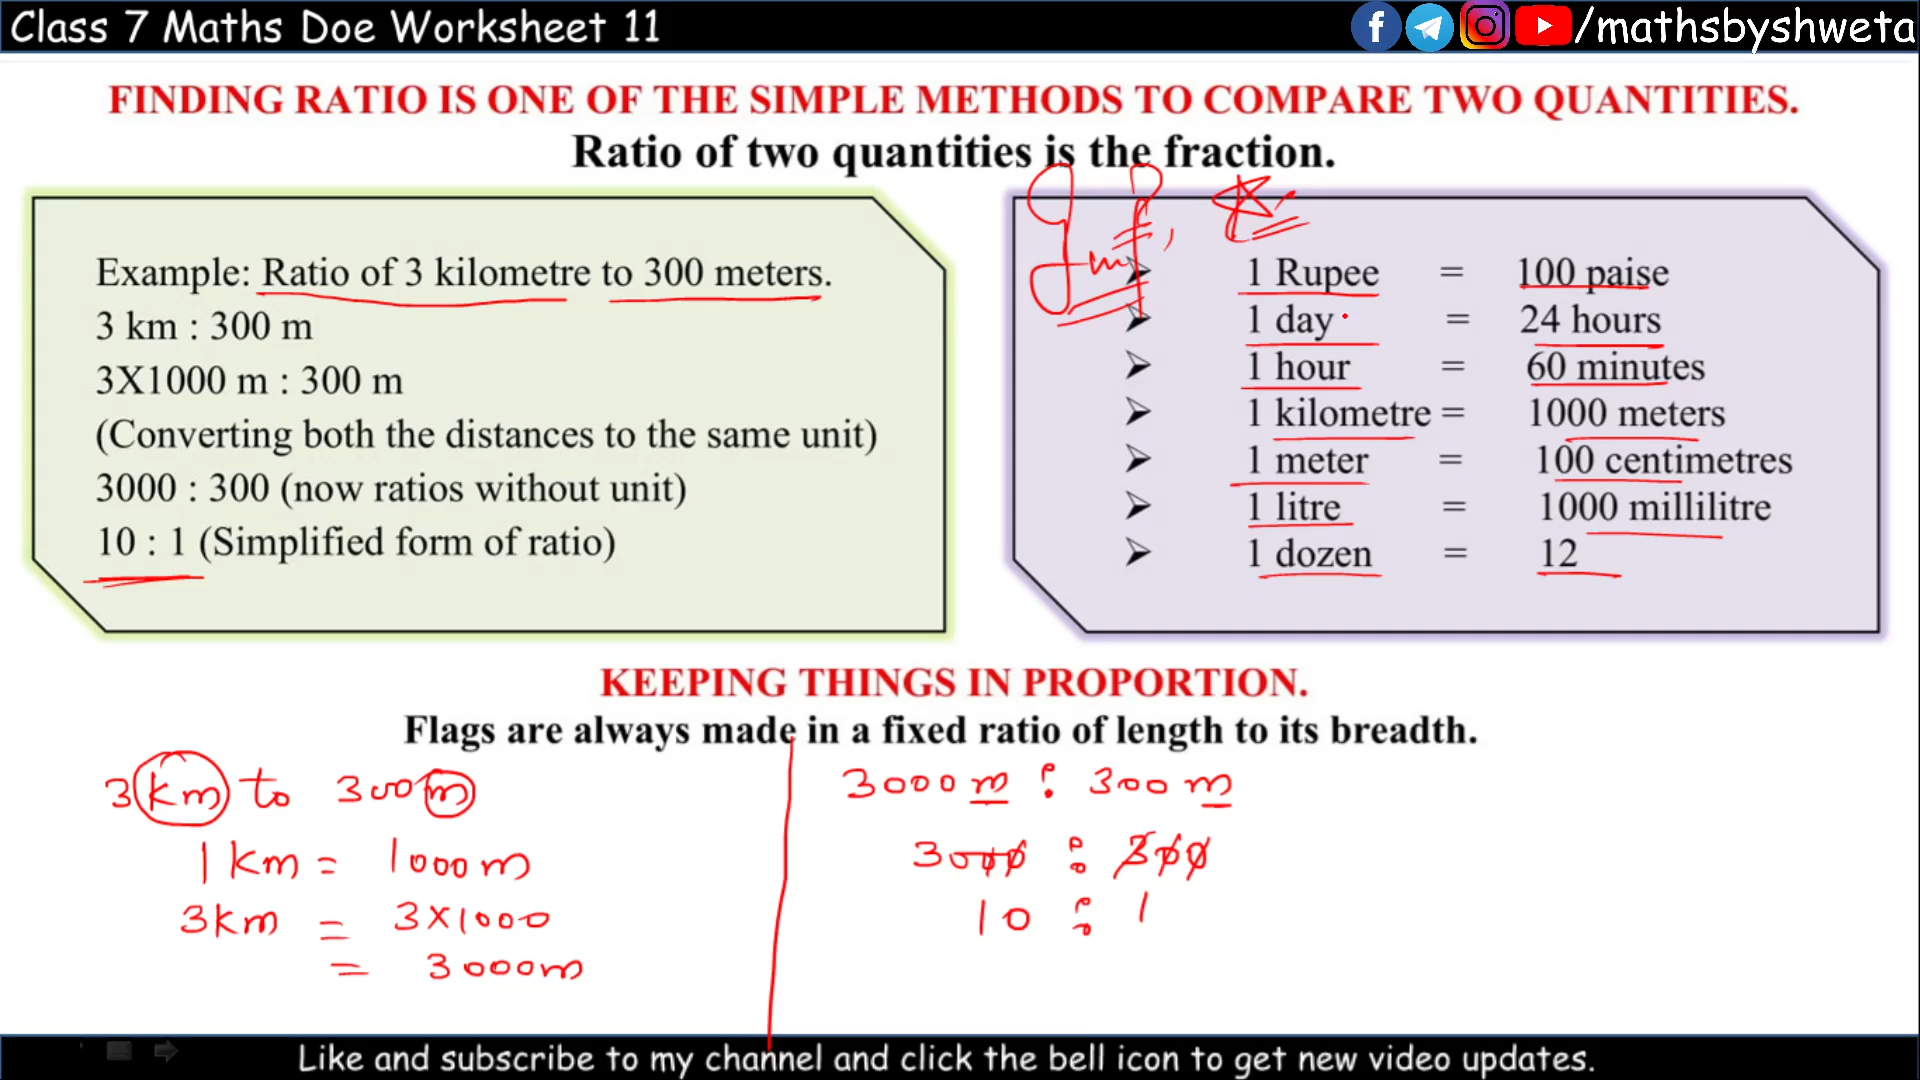 Class 7 Maths Doe Worksheet 11
/mathsbyshweta
FINDING RATIO IS ONE OF THE SIMPLE METHODS TO COMPARE TWO QUANTITIES.
Ratio of two quantities is the fraction.
Example: Ratio of 3 kilometre to 300 meters.
3 km : 300 m
3X1000 m : 300 m
(Converting both the distances to the same unit)
3000 : 300 (now ratios without unit)
10 : 1 (Simplified form of ratio)
Imp,
➢ 1 Rupee = 100 paise
➢ 1 day = 24 hours
➢ 1 hour = 60 minutes
➢ 1 kilometre = 1000 meters
➢ 1 meter = 100 centimetres
➢ 1 litre = 1000 millilitre
➢ 1 dozen = 12
KEEPING THINGS IN PROPORTION.
Flags are always made in a fixed ratio of length to its breadth.
3 km to 300 m
1 km = 1000 m
3 km = 3 X 1000
= 3000 m
3000 m : 300 m
3000 : 300
10 : 1
Like and subscribe to my channel and click the bell icon to get new video updates.